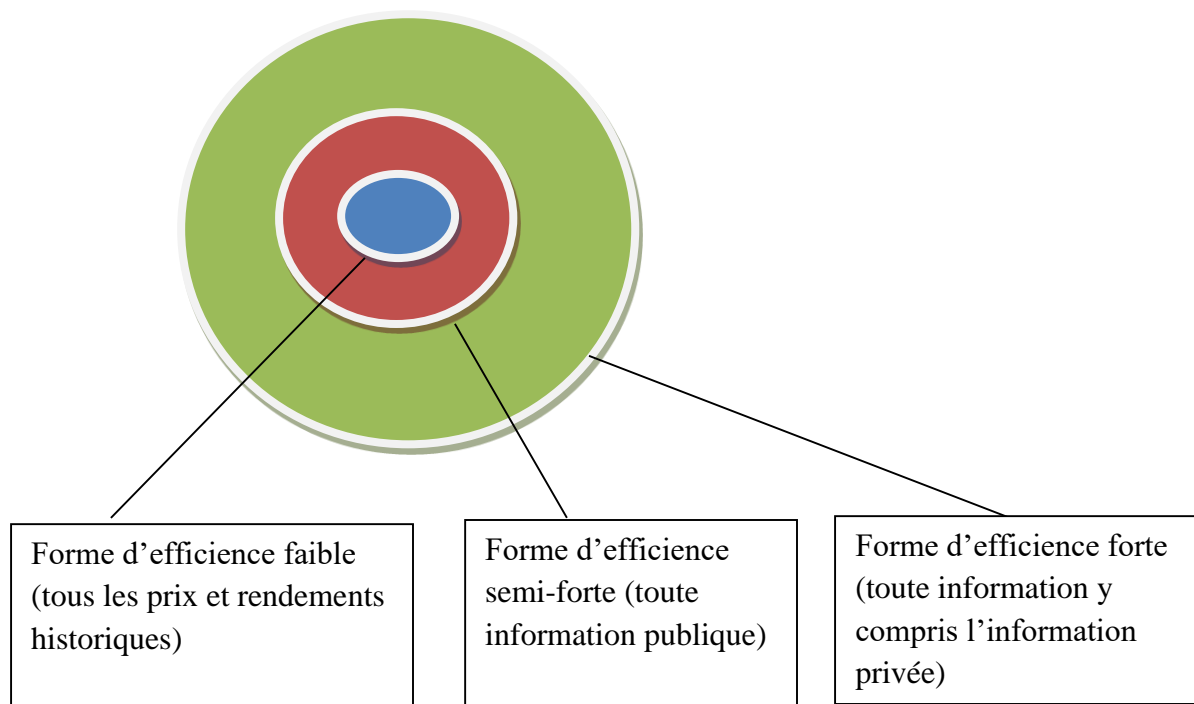 Forme d’efficience faible
(tous les prix et rendements
historiques)
Forme d’efficience
semi-forte (toute
information publique)
Forme d’efficience forte
(toute information y
compris l’information
privée)